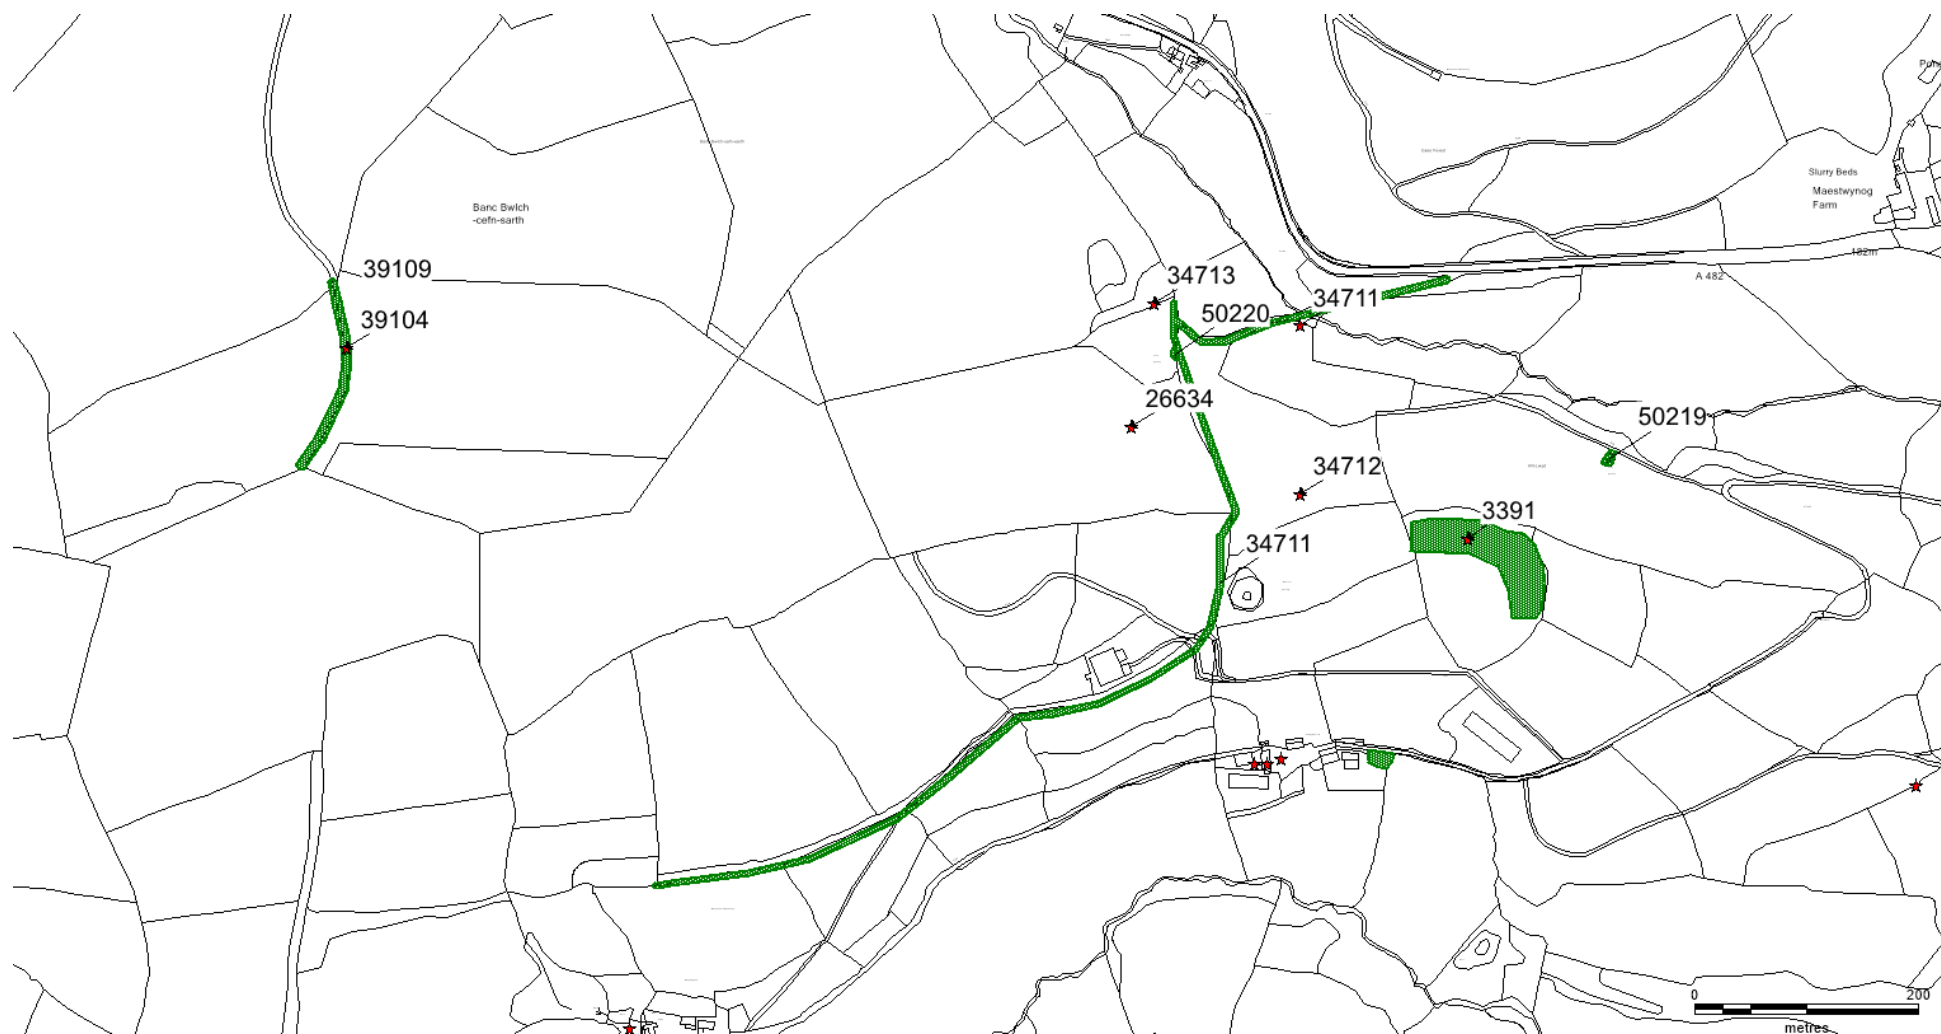 Pond
Slurry Beds
Maestwynog
Farm
Banc Bwlch
-cefn-sarth
182m
A 482
39109
34713
34711
50220
39104
26634
50219
34712
3391
34711
0
200
metres